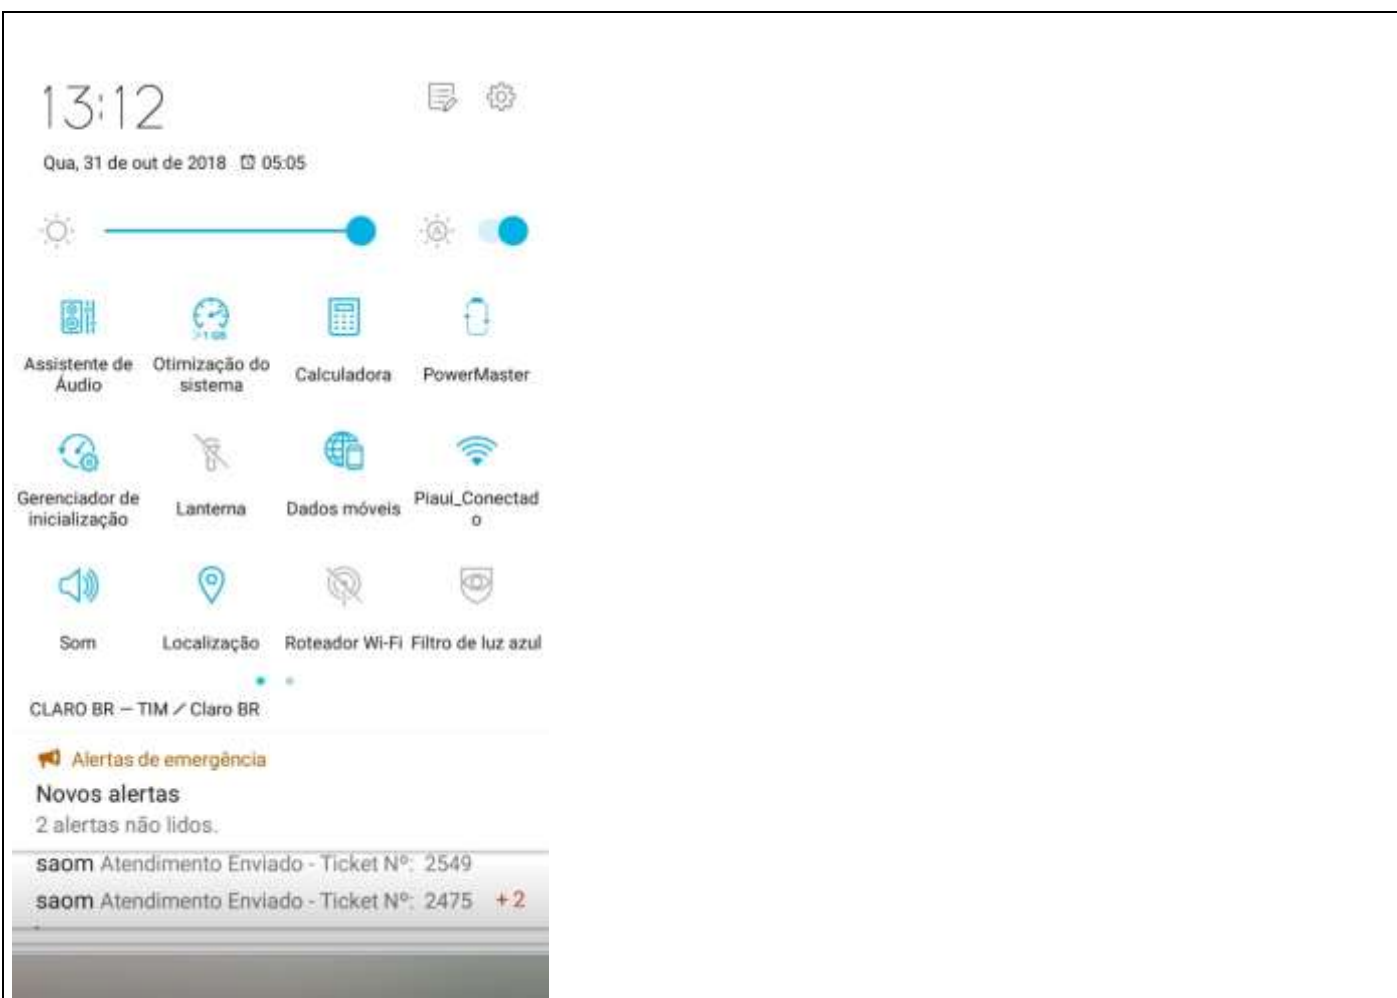 13:12
Qua, 31 de out de 2018 05:05
A
> 1 GB
Assistente de Áudio
Otimização do sistema
Calculadora
PowerMaster
Gerenciador de inicialização
Lanterna
Dados móveis
Piaui_Conectado
Som
Localização
Roteador Wi-Fi
Filtro de luz azul
CLARO BR — TIM / Claro BR
Alertas de emergência
Novos alertas
2 alertas não lidos.
saom Atendimento Enviado - Ticket Nº: 2549
saom Atendimento Enviado - Ticket Nº: 2475 +2